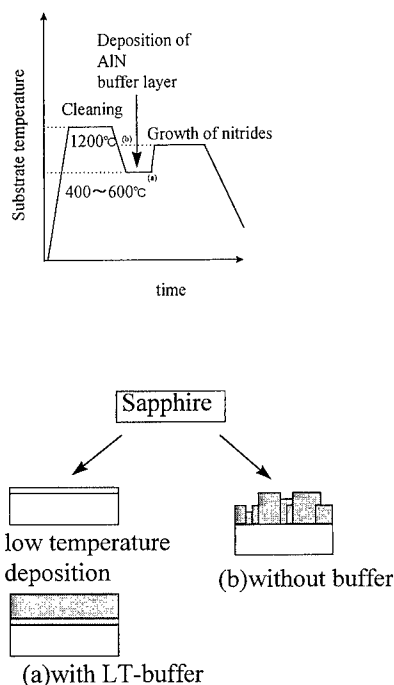 Deposition of
AlN
buffer layer
Cleaning
1200℃
(b)
Growth of nitrides
(a)
400～600℃
Substrate temperature
time
Sapphire
low temperature
deposition
(b)without buffer
(a)with LT-buffer